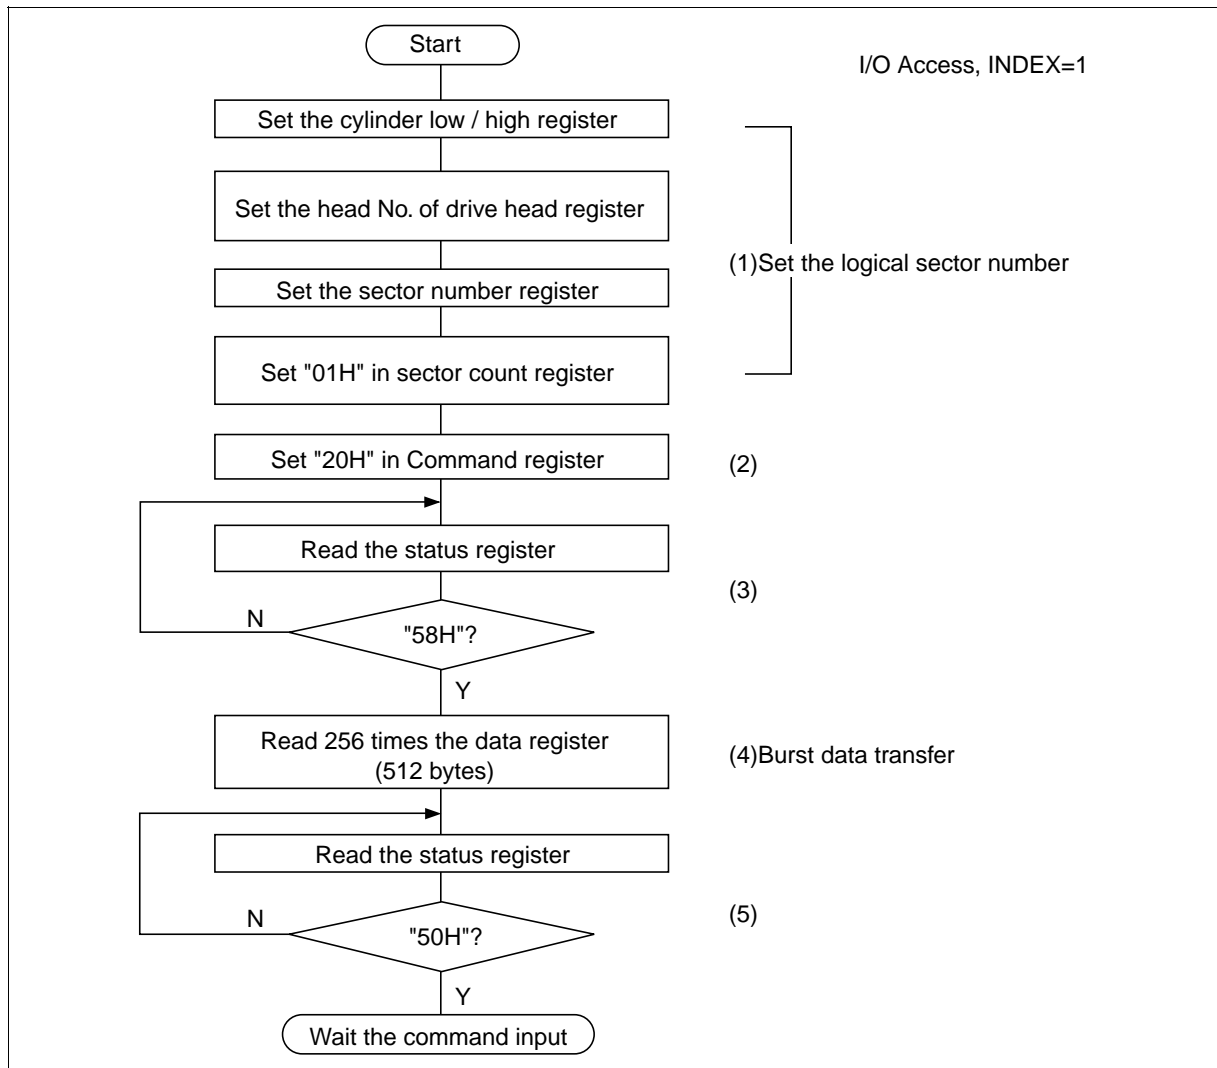 Start
I/O Access, INDEX=1
Set the cylinder low / high register
Set the head No. of drive head register
(1)Set the logical sector number
Set the sector number register
Set "01H" in sector count register
Set "20H" in Command register
(2)
Read the status register
(3)
N
"58H"?
Y
Read 256 times the data register
(512 bytes)
(4)Burst data transfer
Read the status register
(5)
N
"50H"?
Y
Wait the command input